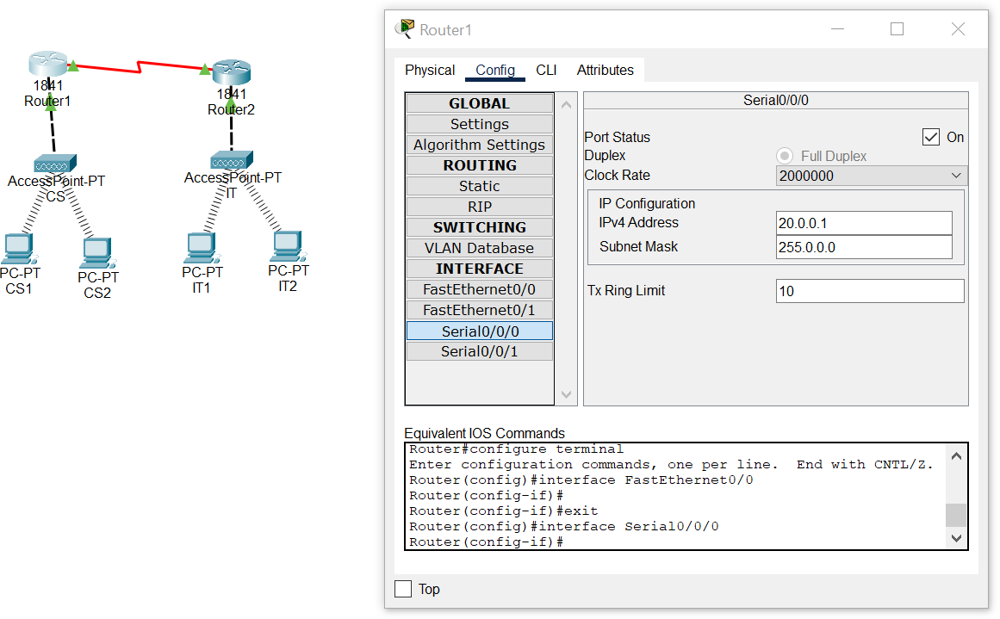 1841
Router1
1841
Router2
AccessPoint-PT
CS
AccessPoint-PT
IT
PC-PT
CS1
PC-PT
CS2
PC-PT
IT1
PC-PT
IT2
Router1
Physical Config CLI Attributes
GLOBAL
Settings
Algorithm Settings
ROUTING
Static
RIP
SWITCHING
VLAN Database
INTERFACE
FastEthernet0/0
FastEthernet0/1
Serial0/0/0
Serial0/0/1
Serial0/0/0
Port Status On
Duplex Full Duplex
Clock Rate 2000000
IP Configuration
IPv4 Address 20.0.0.1
Subnet Mask 255.0.0.0
Tx Ring Limit 10
Equivalent IOS Commands
Router#configure terminal
Enter configuration commands, one per line. End with CNTL/Z.
Router(config)#interface FastEthernet0/0
Router(config-if)#
Router(config-if)#exit
Router(config)#interface Serial0/0/0
Router(config-if)#
Top